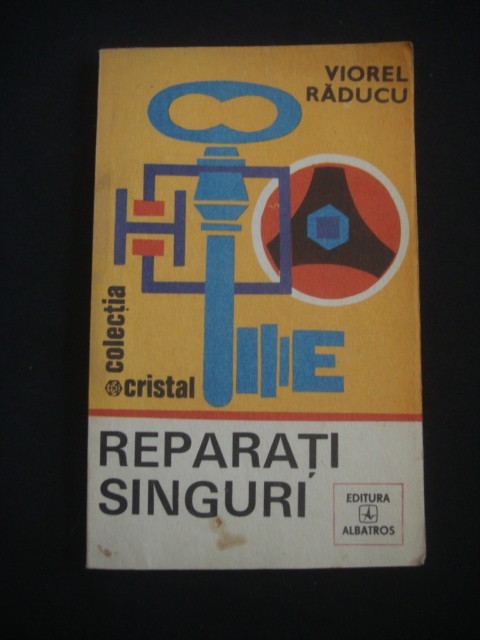 VIOREL
RĂDUCU
colecția
cristal
REPARAȚI
SINGURI
EDITURA
ALBATROS